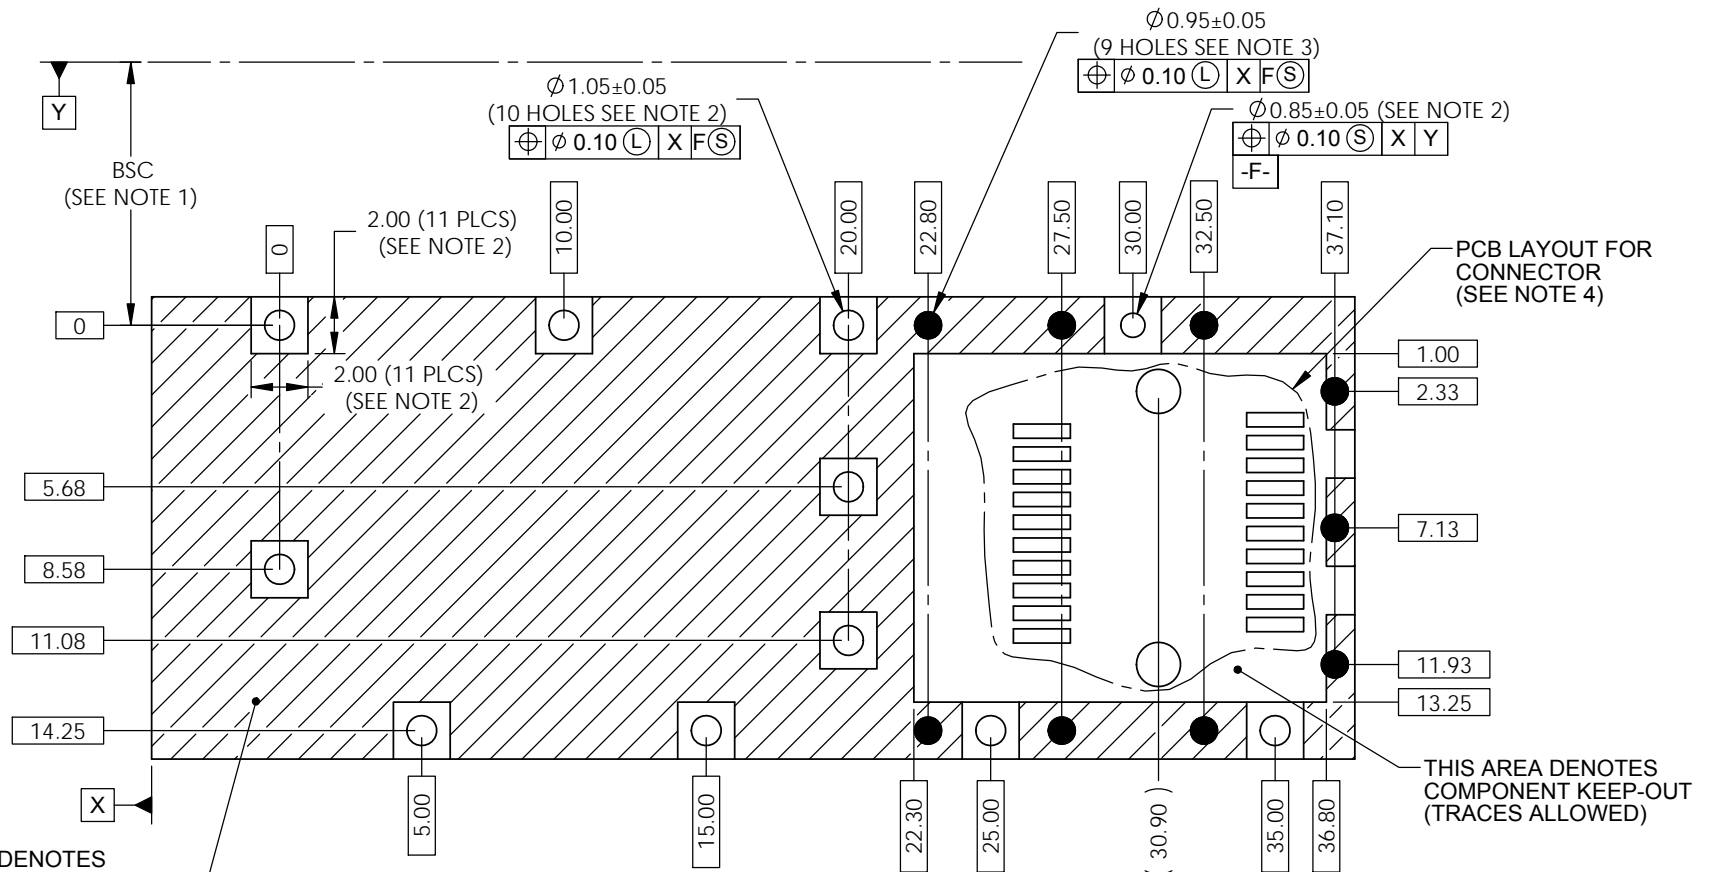 Ø0.95±0.05
(9 HOLES SEE NOTE 3)
⌖ Ø 0.10 Ⓛ X FⓈ
Ø1.05±0.05
(10 HOLES SEE NOTE 2)
⌖ Ø 0.10 Ⓛ X FⓈ
Ø0.85±0.05 (SEE NOTE 2)
⌖ Ø 0.10 Ⓢ X Y
-F-
Y
BSC
(SEE NOTE 1)
2.00 (11 PLCS)
(SEE NOTE 2)
0
10.00
20.00
22.80
27.50
30.00
32.50
37.10
PCB LAYOUT FOR
CONNECTOR
(SEE NOTE 4)
0
2.00 (11 PLCS)
(SEE NOTE 2)
1.00
2.33
5.68
7.13
8.58
11.08
11.93
13.25
14.25
THIS AREA DENOTES
COMPONENT KEEP-OUT
(TRACES ALLOWED)
X
5.00
15.00
22.30
25.00
(30.90)
35.00
36.80
DENOTES